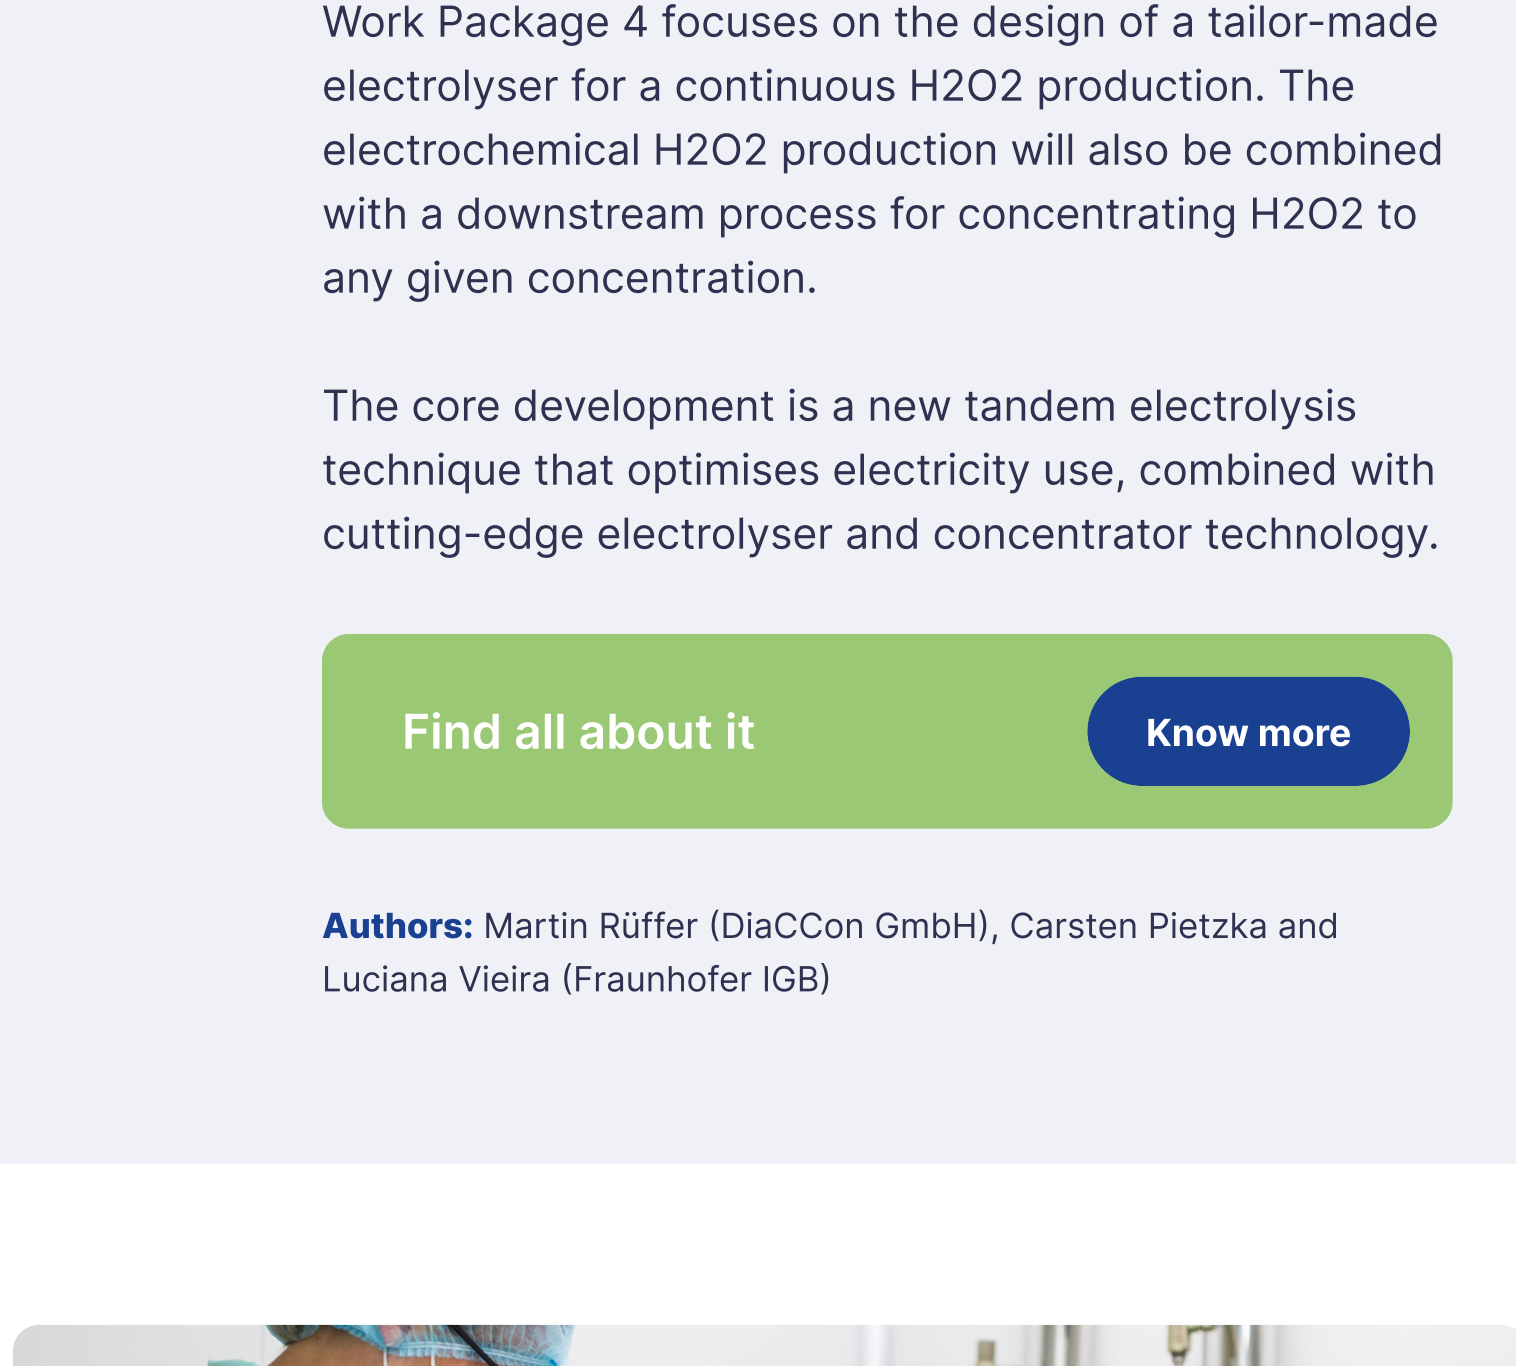 Work Package 4 focuses on the design of a tailor-made
electrolyser for a continuous H2O2 production. The
electrochemical H2O2 production will also be combined
with a downstream process for concentrating H2O2 to
any given concentration.
The core development is a new tandem electrolysis
technique that optimises electricity use, combined with
cutting-edge electrolyser and concentrator technology.
Find all about it
Know more
Authors: Martin Rüffer (DiaCCon GmbH), Carsten Pietzka and
Luciana Vieira (Fraunhofer IGB)